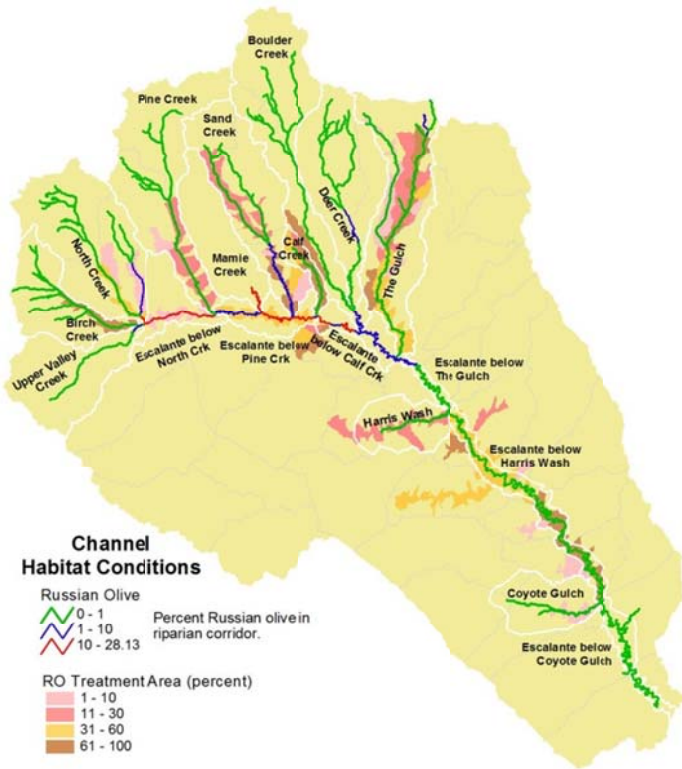 Boulder
Creek
Pine Creek
Sand
Creek
Deer Creek
North Creek
Calf
Creek
Mamie
Creek
The Gulch
Birch
Creek
Upper Valley
Creek
Escalante below
North Crk
Escalante below
Pine Crk
Escalante
below Calf Crk
Escalante below
The Gulch
Harris Wash
Escalante below
Harris Wash
Coyote Gulch
Escalante below
Coyote Gulch
Channel
Habitat Conditions
Russian Olive
0 - 1
1 - 10
10 - 28.13
Percent Russian olive in
riparian corridor.
RO Treatment Area (percent)
1 - 10
11 - 30
31 - 60
61 - 100